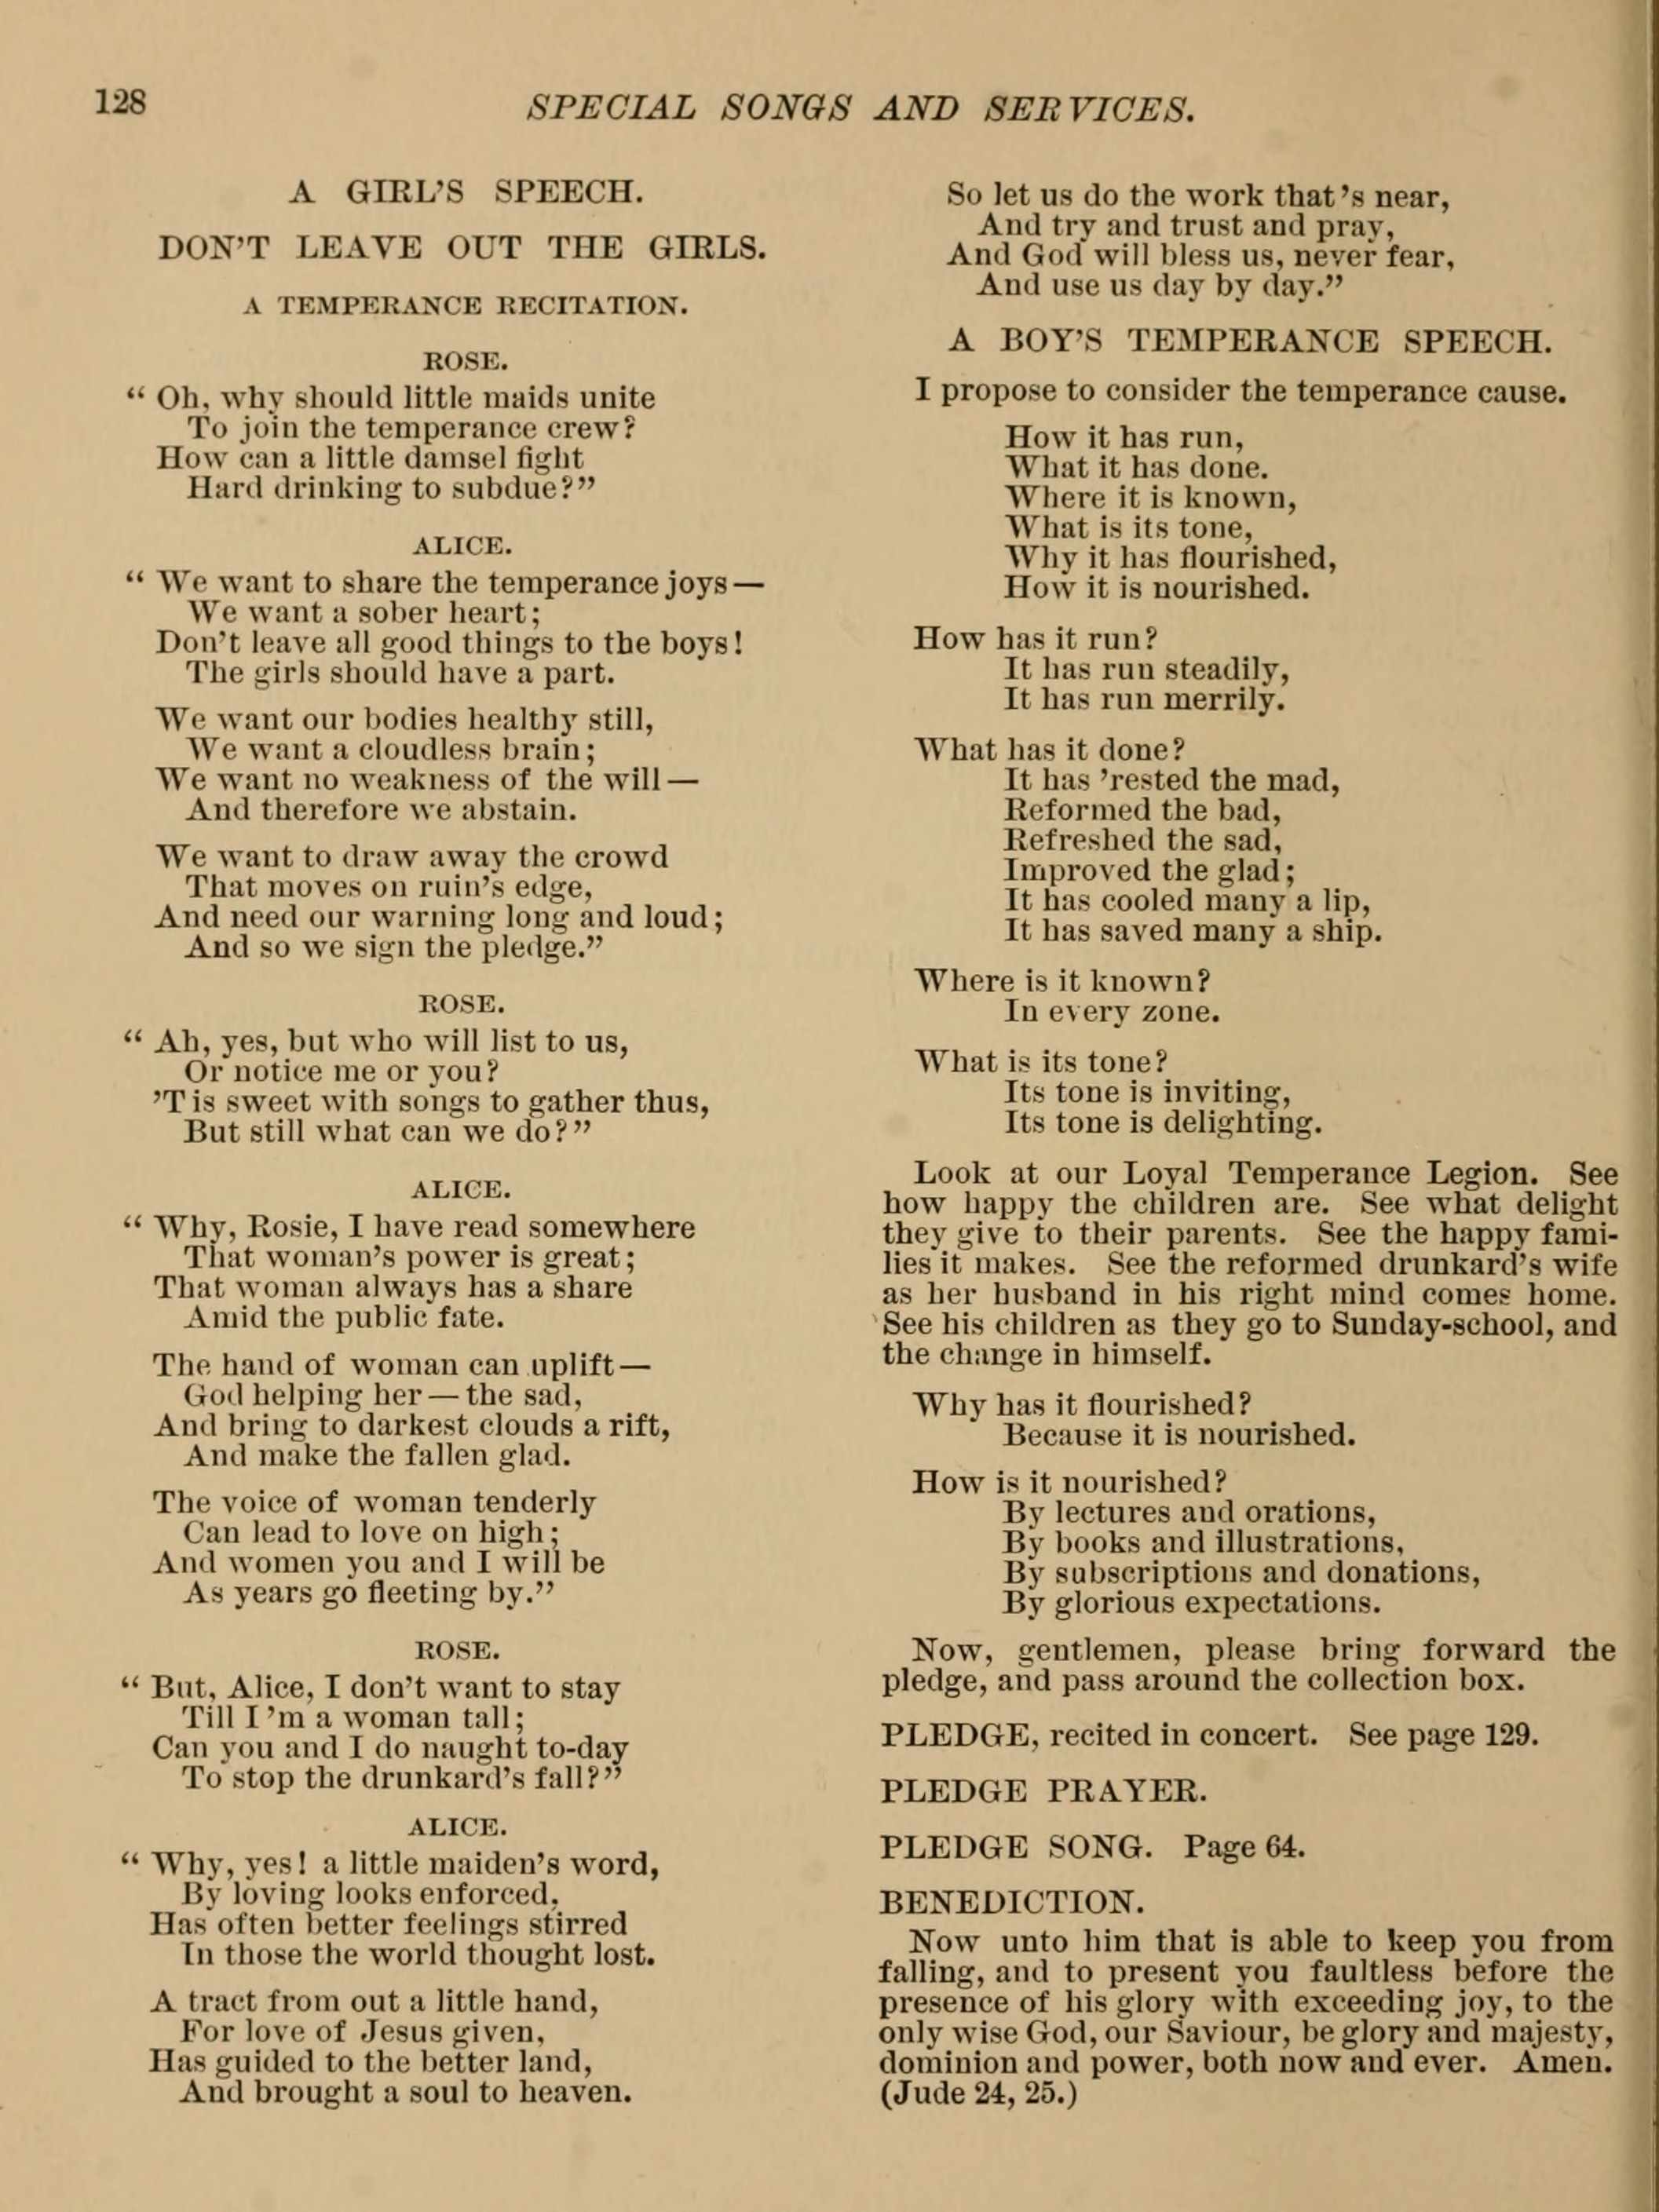 128
SPECIAL SONGS AND SERVICES.
A GIRL'S SPEECH.
DON'T LEAVE OUT THE GIRLS.
A TEMPERANCE RECITATION.
ROSE.
“ Oh, why should little maids unite
To join the temperance crew?
How can a little damsel fight
Hard drinking to subdue?”
ALICE.
“ We want to share the temperance joys—
We want a sober heart;
Don't leave all good things to the boys!
The girls should have a part.
We want our bodies healthy still,
We want a cloudless brain;
We want no weakness of the will—
And therefore we abstain.
We want to draw away the crowd
That moves on ruin's edge,
And need our warning long and loud;
And so we sign the pledge.”
ROSE.
“ Ah, yes, but who will list to us,
Or notice me or you?
'T is sweet with songs to gather thus,
But still what can we do?”
ALICE.
“ Why, Rosie, I have read somewhere
That woman's power is great;
That woman always has a share
Amid the public fate.
The hand of woman can uplift—
God helping her—the sad,
And bring to darkest clouds a rift,
And make the fallen glad.
The voice of woman tenderly
Can lead to love on high;
And women you and I will be
As years go fleeting by.”
ROSE.
“ But, Alice, I don't want to stay
Till I 'm a woman tall;
Can you and I do naught to-day
To stop the drunkard's fall?”
ALICE.
“ Why, yes! a little maiden's word,
By loving looks enforced,
Has often better feelings stirred
In those the world thought lost.
A tract from out a little hand,
For love of Jesus given,
Has guided to the better land,
And brought a soul to heaven.
So let us do the work that 's near,
And try and trust and pray,
And God will bless us, never fear,
And use us day by day.”
A BOY'S TEMPERANCE SPEECH.
I propose to consider the temperance cause.
How it has run,
What it has done.
Where it is known,
What is its tone,
Why it has flourished,
How it is nourished.
How has it run?
It has run steadily,
It has run merrily.
What has it done?
It has 'rested the mad,
Reformed the bad,
Refreshed the sad,
Improved the glad;
It has cooled many a lip,
It has saved many a ship.
Where is it known?
In every zone.
What is its tone?
Its tone is inviting,
Its tone is delighting.
Look at our Loyal Temperance Legion. See
how happy the children are. See what delight
they give to their parents. See the happy fami-
lies it makes. See the reformed drunkard's wife
as her husband in his right mind comes home.
See his children as they go to Sunday-school, and
the change in himself.
Why has it flourished?
Because it is nourished.
How is it nourished?
By lectures and orations,
By books and illustrations,
By subscriptions and donations,
By glorious expectations.
Now, gentlemen, please bring forward the
pledge, and pass around the collection box.
PLEDGE, recited in concert. See page 129.
PLEDGE PRAYER.
PLEDGE SONG. Page 64.
BENEDICTION.
Now unto him that is able to keep you from
falling, and to present you faultless before the
presence of his glory with exceeding joy, to the
only wise God, our Saviour, be glory and majesty,
dominion and power, both now and ever. Amen.
(Jude 24, 25.)